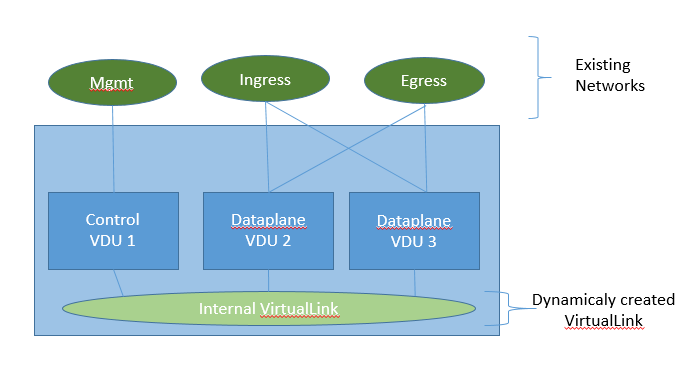 Mgmt
Ingress
Egress
Existing
Networks
Control
VDU 1
Dataplane
VDU 2
Dataplane
VDU 3
Internal VirtualLink
Dynamicaly created
VirtualLink